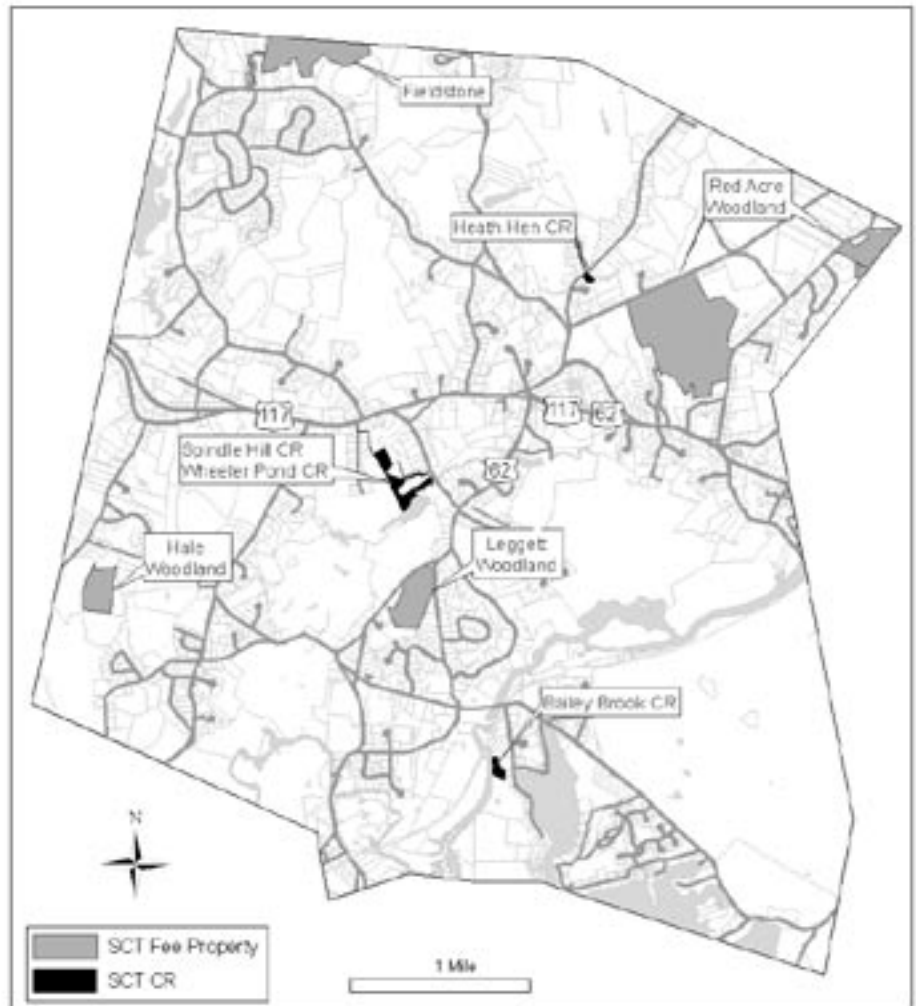 Fieldstone
Red Acre
Woodland
Heath Hen CR
117
117
62
Spindle Hill CR
Wheeler Pond CR
62
Hale
Woodland
Leggett
Woodland
Bailey Brook CR
N
SCT Fee Property
SCT CR
1 Mile